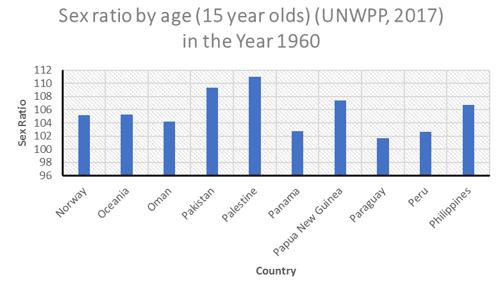 Sex ratio by age (15 year olds) (UNWPP, 2017)
in the Year 1960
Sex Ratio
112
110
108
106
104
102
100
98
96
Norway
Oceania
Oman
Pakistan
Palestine
Panama
Papua New Guinea
Paraguay
Peru
Philippines
Country